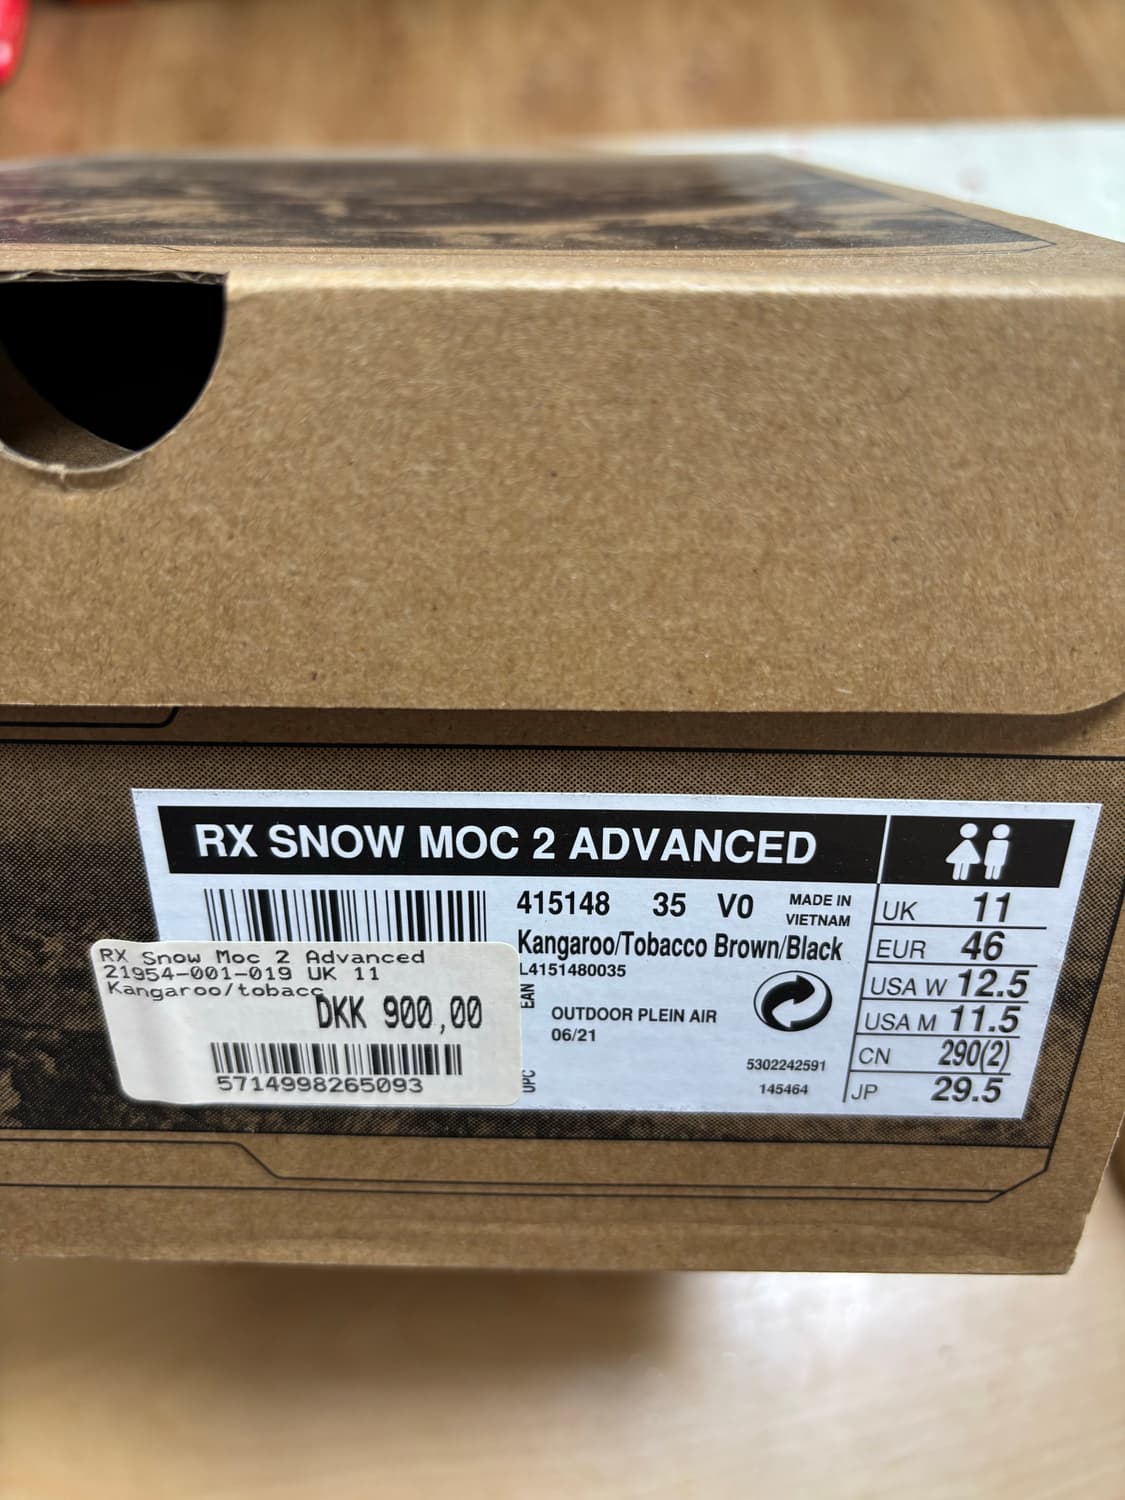 RX SNOW MOC 2 ADVANCED
415148 35 V0 MADE IN VIETNAM
Kangaroo/Tobacco Brown/Black
L4151480035
EAN
OUTDOOR PLEIN AIR
06/21
5302242591
145464
UPC
UK 11
EUR 46
USA W 12.5
USA M 11.5
CN 290(2)
JP 29.5
RX Snow Moc 2 Advanced
21954-001-019 UK 11
Kangaroo/tobacc
DKK 900,00
5714998265093